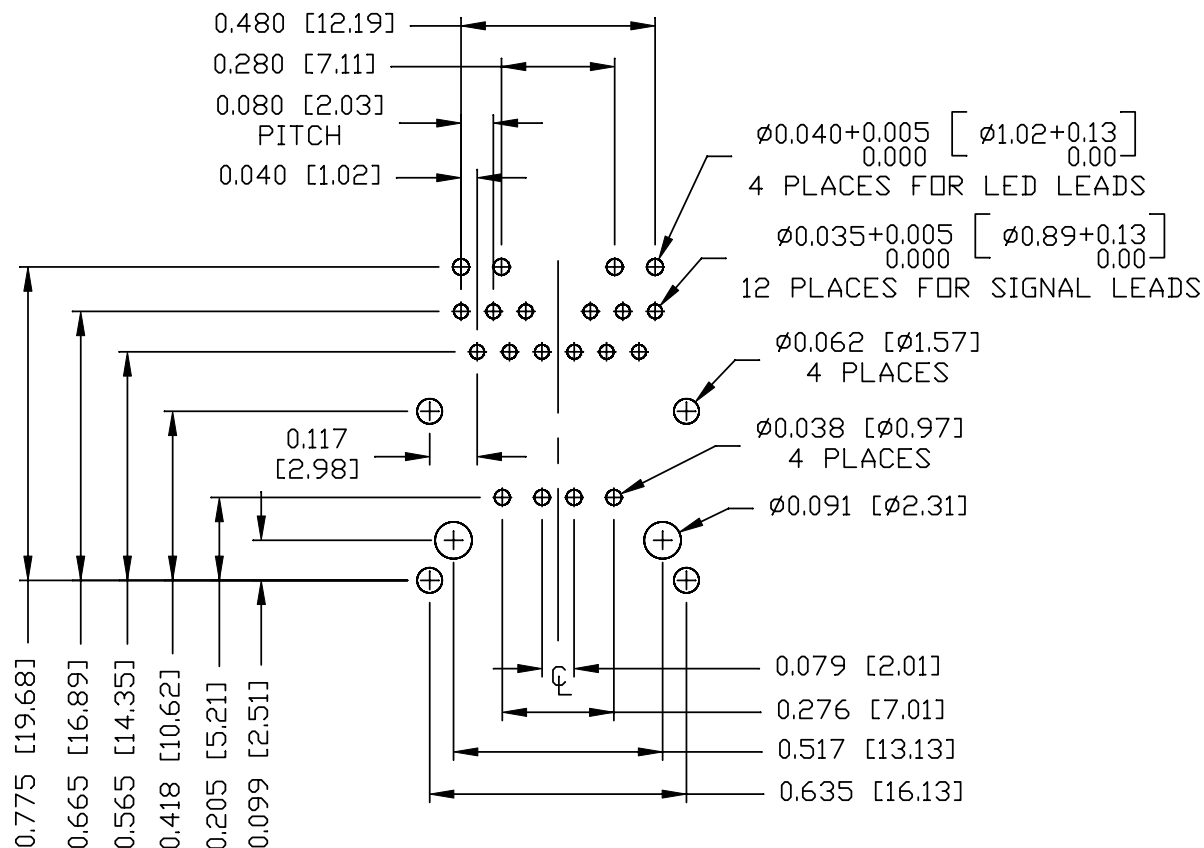 0.480 [12.19]
0.280 [7.11]
0.080 [2.03]
PITCH
0.040 [1.02]
ø0.040+0.005 [ø1.02+0.13]
0.000 0.00
4 PLACES FOR LED LEADS
ø0.035+0.005 [ø0.89+0.13]
0.000 0.00
12 PLACES FOR SIGNAL LEADS
ø0.062 [ø1.57]
4 PLACES
0.117
[2.98]
ø0.038 [ø0.97]
4 PLACES
ø0.091 [ø2.31]
0.775 [19.68]
0.665 [16.89]
0.565 [14.35]
0.418 [10.62]
0.205 [5.21]
0.099 [2.51]
℄
0.079 [2.01]
0.276 [7.01]
0.517 [13.13]
0.635 [16.13]